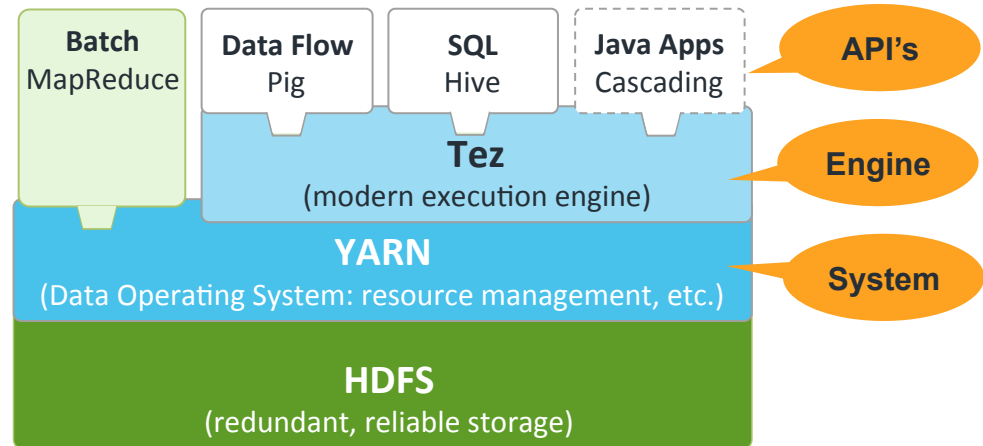 Batch
MapReduce
Data Flow
Pig
SQL
Hive
Java Apps
Cascading
API's
Tez
(modern execution engine)
Engine
YARN
(Data Operating System: resource management, etc.)
System
HDFS
(redundant, reliable storage)